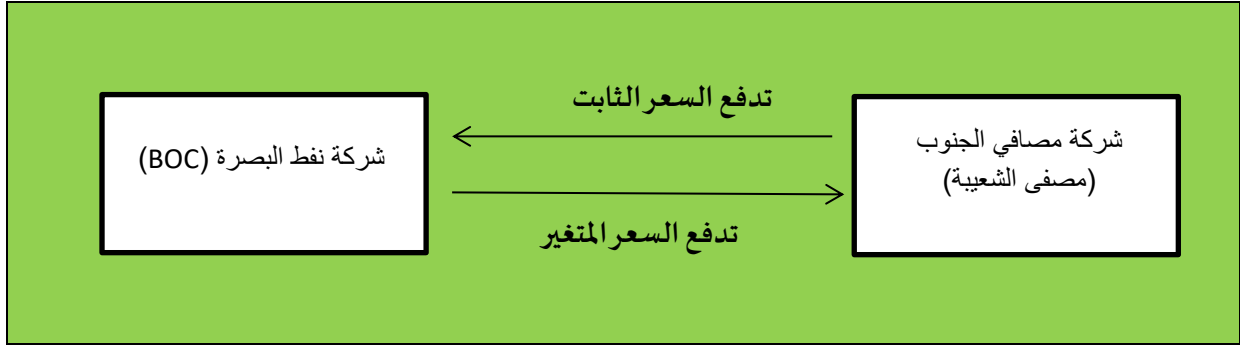 تدفع السعر الثابت
شركة مصافي الجنوب
(مصفى الشعيبة)
شركة نفط البصرة (BOC)
تدفع السعر المتغير